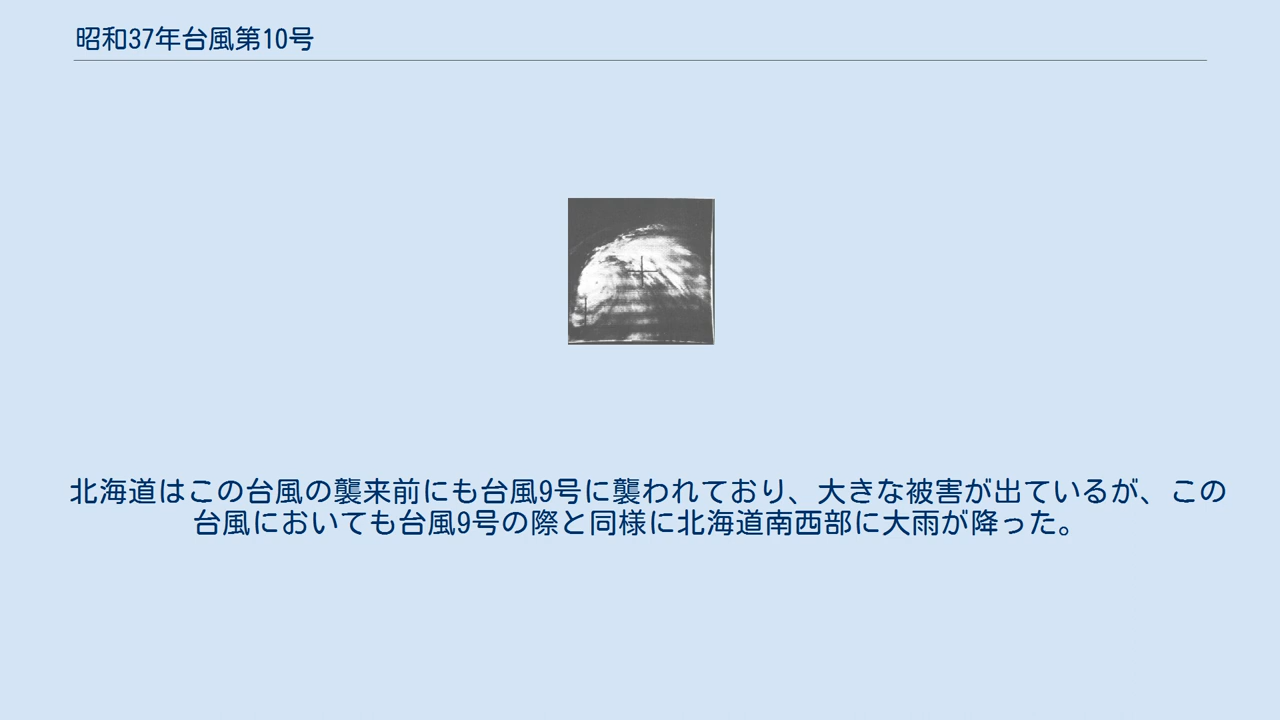 昭和37年台風第10号
北海道はこの台風の襲来前にも台風9号に襲われており、大きな被害が出ているが、この
台風においても台風9号の際と同様に北海道南西部に大雨が降った。